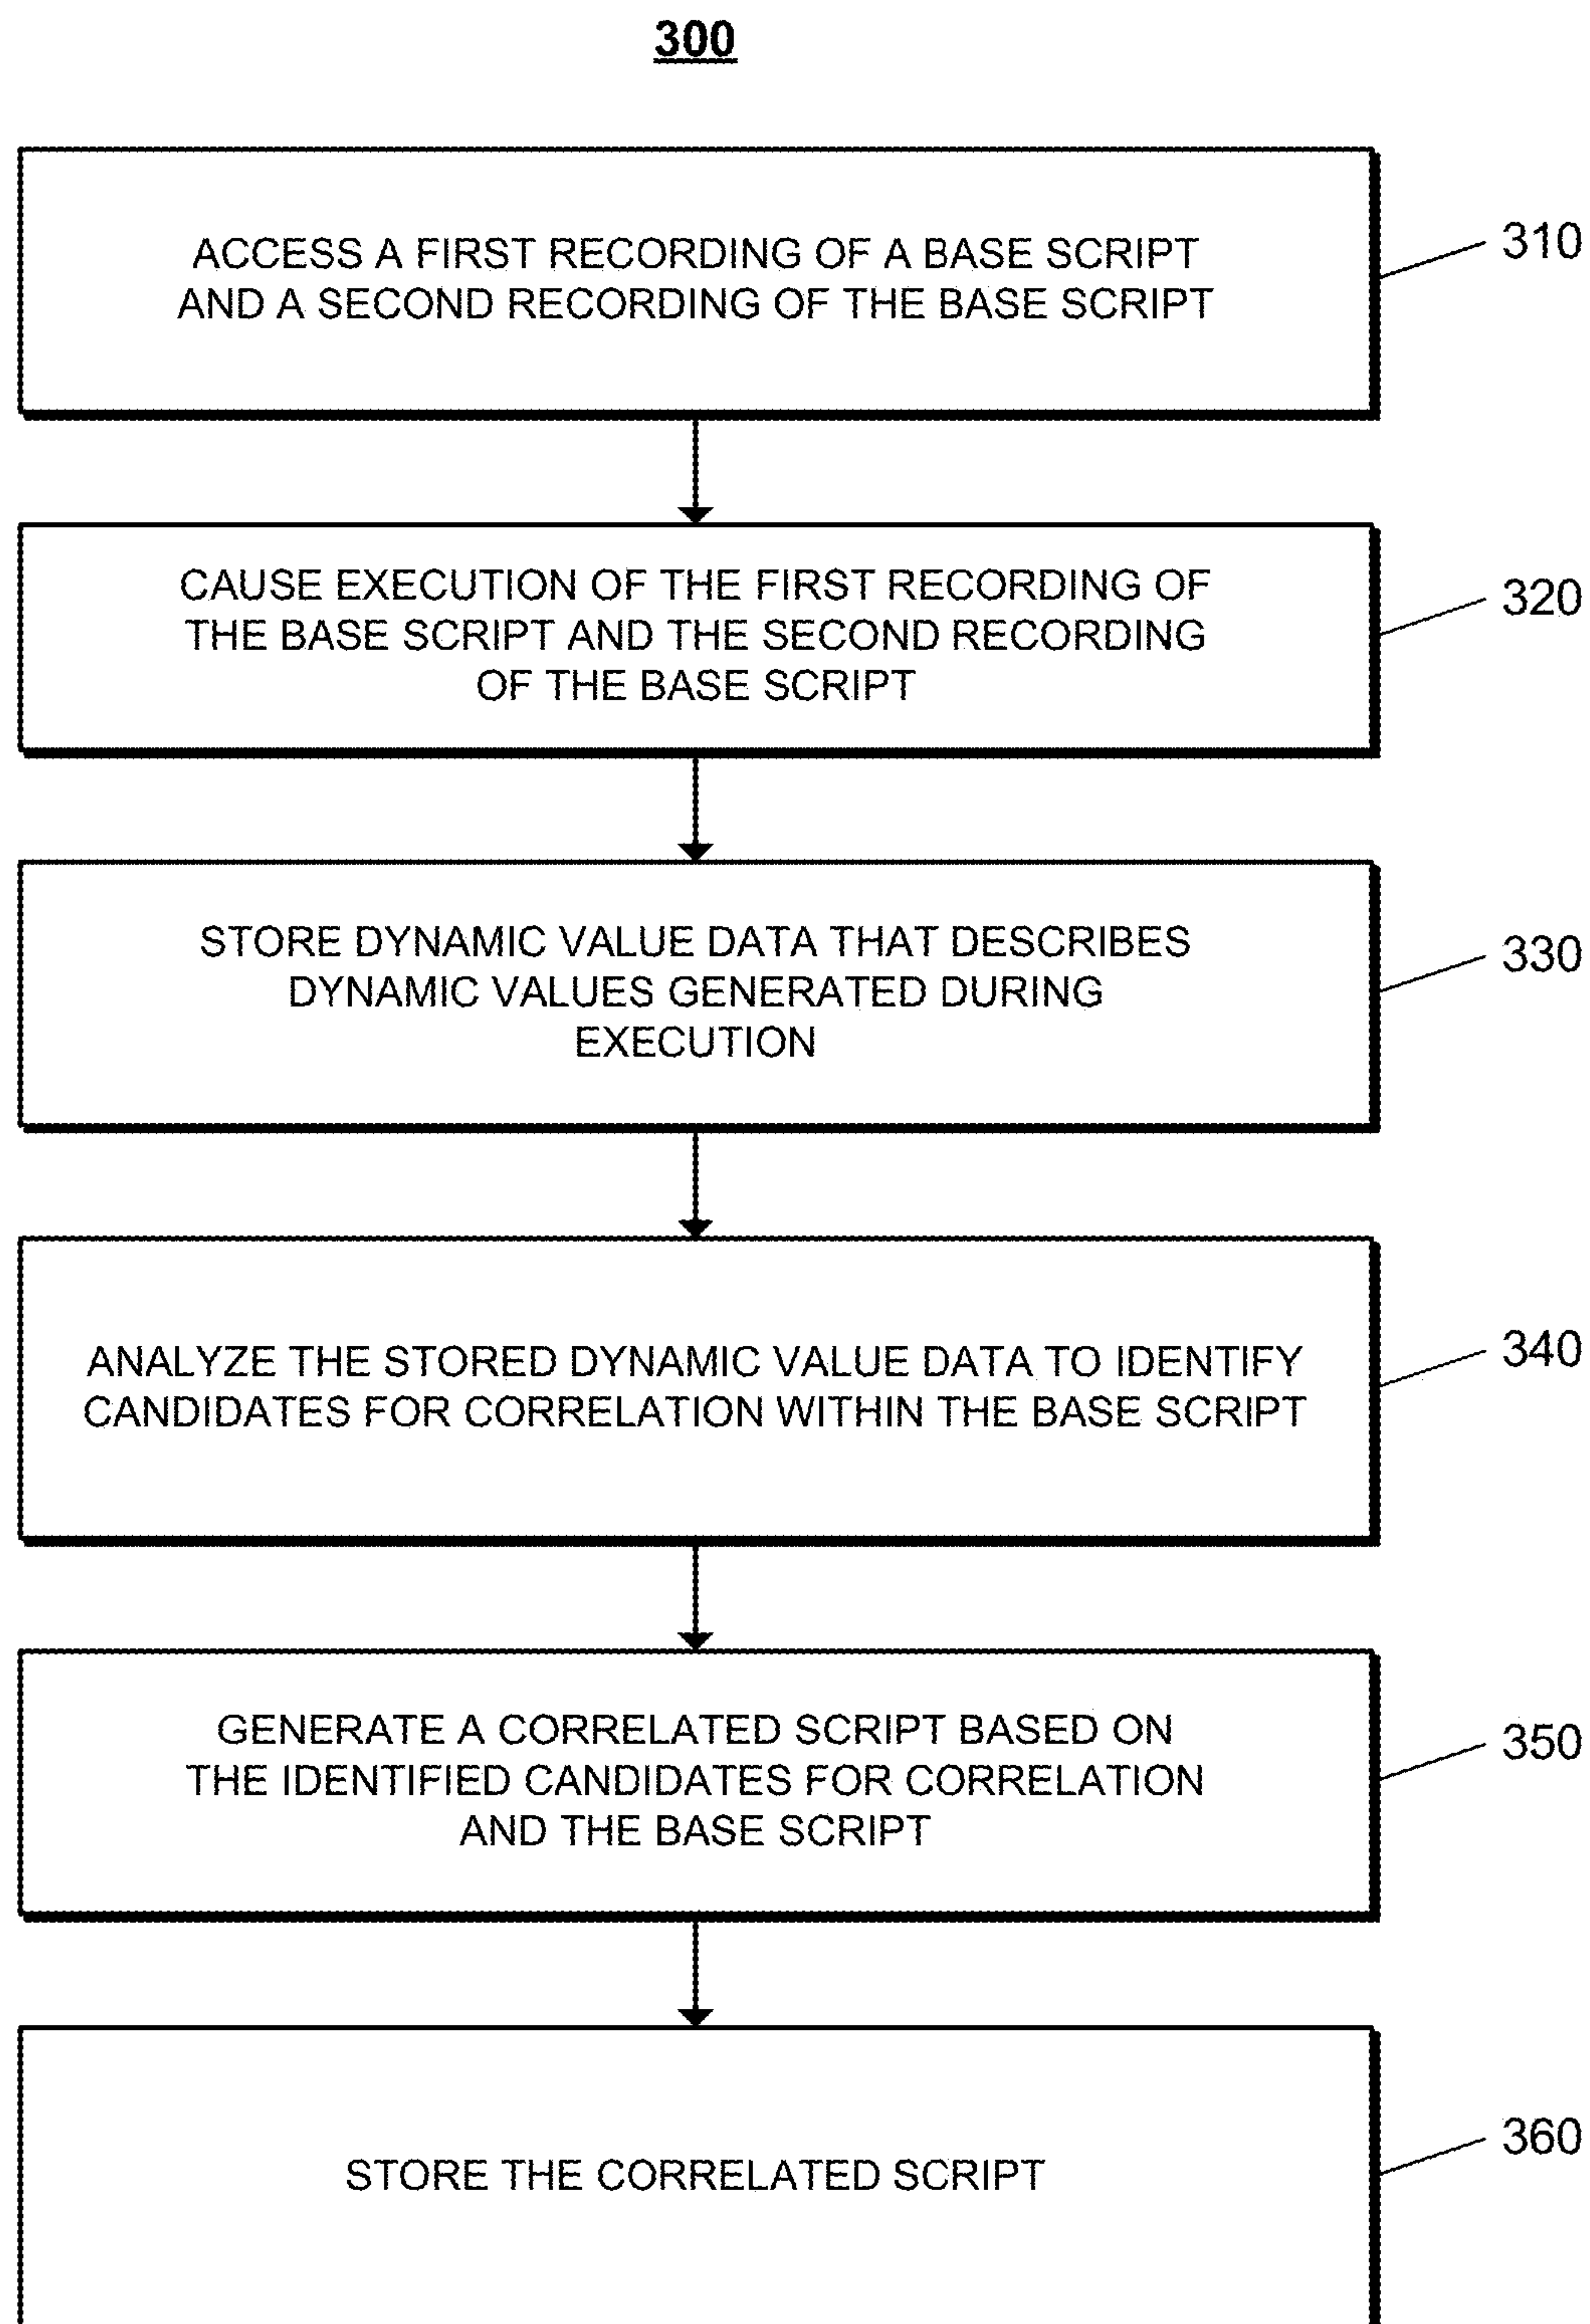 300
ACCESS A FIRST RECORDING OF A BASE SCRIPT
AND A SECOND RECORDING OF THE BASE SCRIPT
310
CAUSE EXECUTION OF THE FIRST RECORDING OF
THE BASE SCRIPT AND THE SECOND RECORDING
OF THE BASE SCRIPT
320
STORE DYNAMIC VALUE DATA THAT DESCRIBES
DYNAMIC VALUES GENERATED DURING
EXECUTION
330
ANALYZE THE STORED DYNAMIC VALUE DATA TO IDENTIFY
CANDIDATES FOR CORRELATION WITHIN THE BASE SCRIPT
340
GENERATE A CORRELATED SCRIPT BASED ON
THE IDENTIFIED CANDIDATES FOR CORRELATION
AND THE BASE SCRIPT
350
STORE THE CORRELATED SCRIPT
360